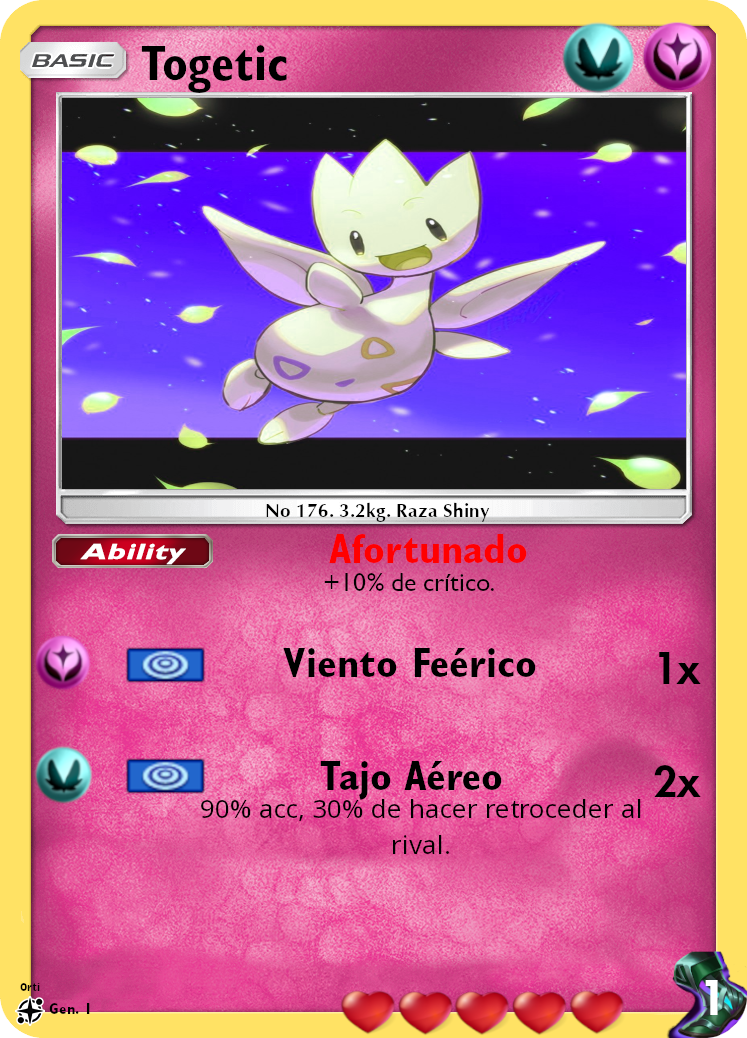 BASIC
Togetic
No 176. 3.2kg. Raza Shiny
Ability
Afortunado
+10% de crítico.
Viento Feérico
1x
Tajo Aéreo
2x
90% acc, 30% de hacer retroceder al
rival.
Orti
Gen. I
1